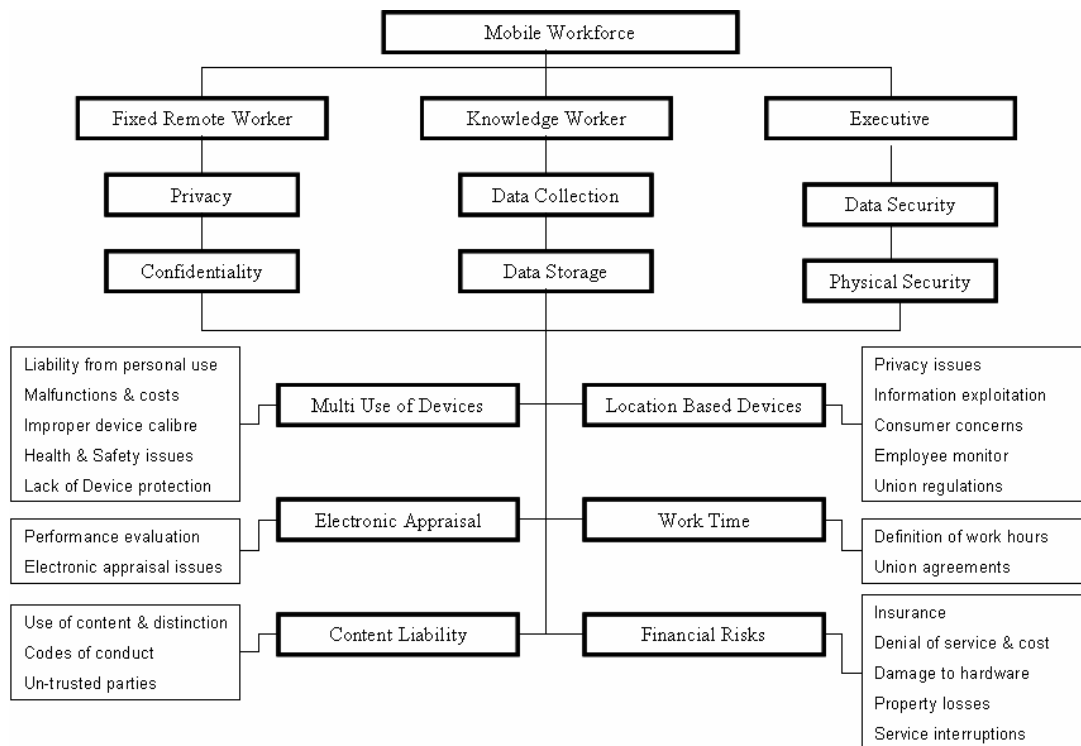 Mobile Workforce
Fixed Remote Worker
Knowledge Worker
Executive
Privacy
Data Collection
Data Security
Confidentiality
Data Storage
Physical Security
Liability from personal use
Malfunctions & costs
Improper device calibre
Health & Safety issues
Lack of Device protection
Multi Use of Devices
Location Based Devices
Privacy issues
Information exploitation
Consumer concerns
Employee monitor
Union regulations
Performance evaluation
Electronic appraisal issues
Electronic Appraisal
Work Time
Definition of work hours
Union agreements
Use of content & distinction
Codes of conduct
Un-trusted parties
Content Liability
Financial Risks
Insurance
Denial of service & cost
Damage to hardware
Property losses
Service interruptions